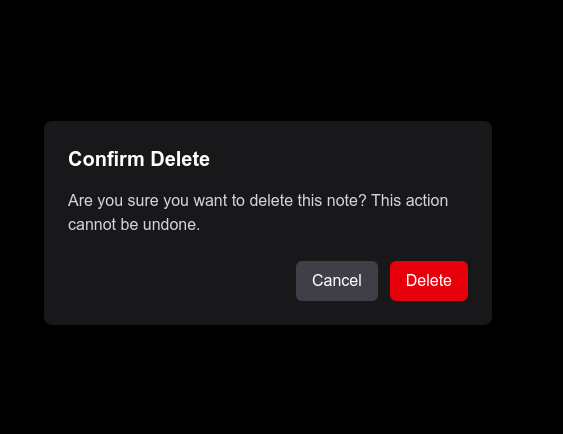 Confirm Delete
Are you sure you want to delete this note? This action
cannot be undone.
Cancel Delete